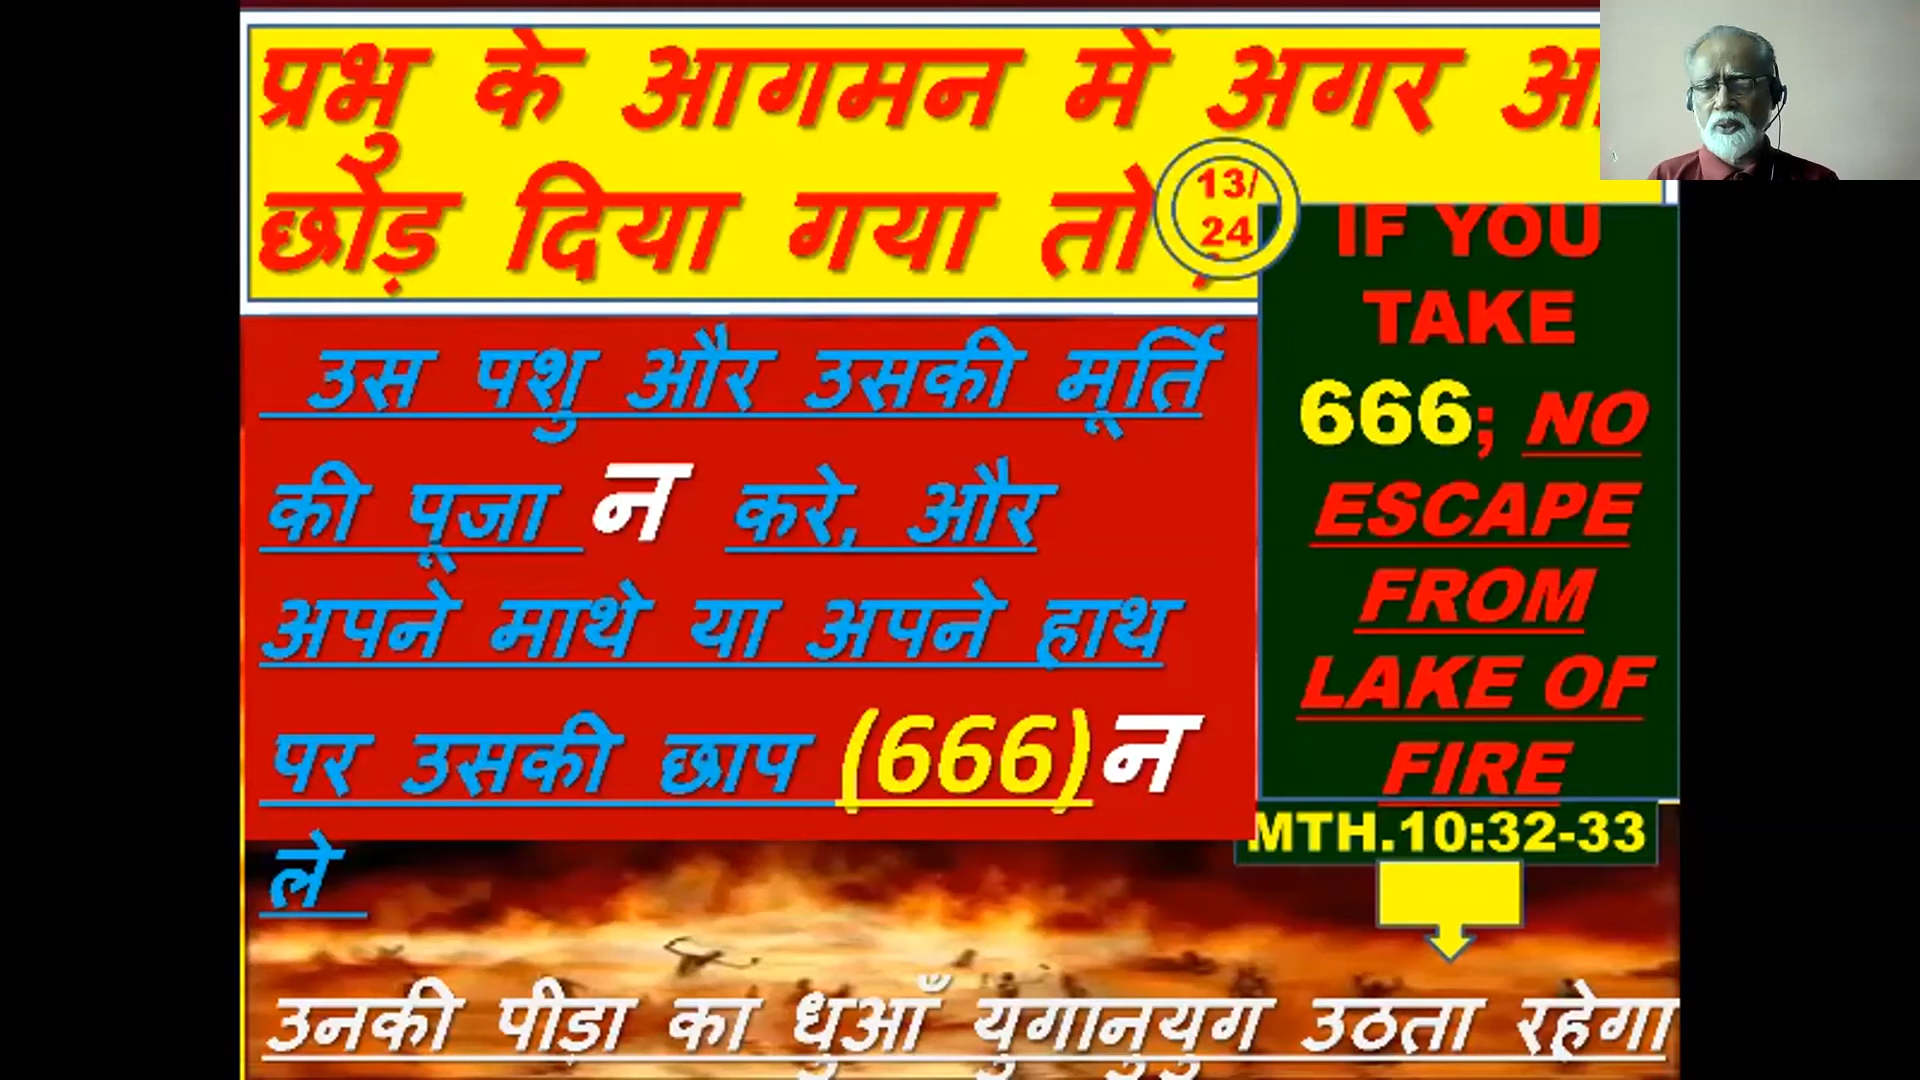 प्रभु के आगमन में अगर
छोड़ दिया गया तो
13/
24
IF YOU
TAKE
666; NO
ESCAPE
FROM
LAKE OF
FIRE
MTH.10:32-33
उस पशु और उसकी मूर्ति
की पूजा न करे, और
अपने माथे या अपने हाथ
पर उसकी छाप (666)न
ले
उनकी पीड़ा का धुआँ युगानुयुग उठता रहेगा